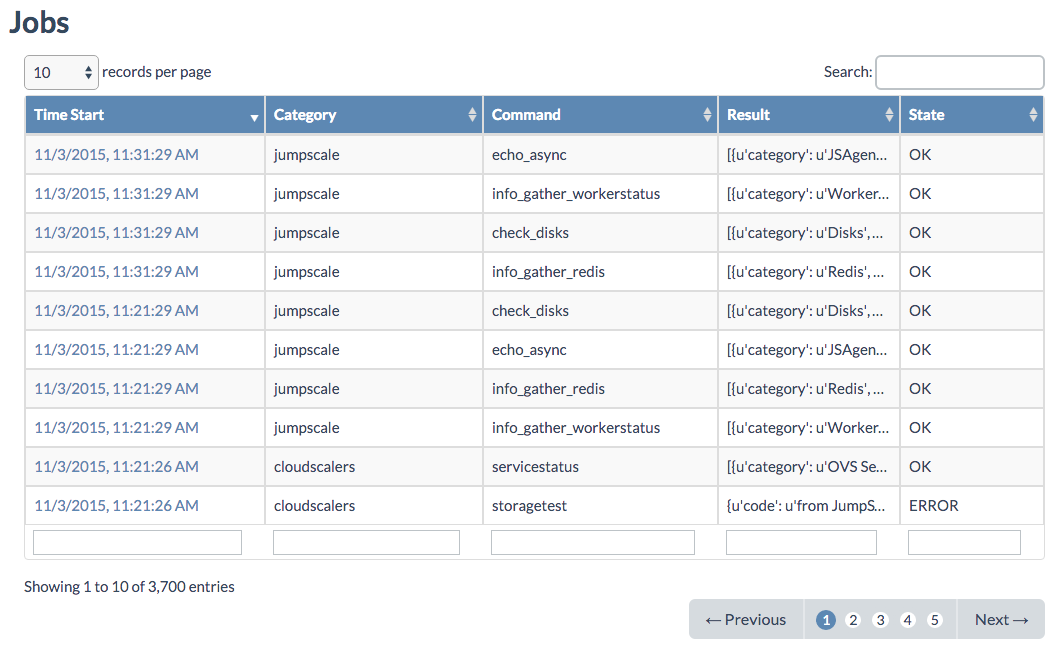 Jobs
10 records per page Search:
Time Start Category Command Result State
11/3/2015, 11:31:29 AM jumpscale echo_async [{u'category': u'JSAgen... OK
11/3/2015, 11:31:29 AM jumpscale info_gather_workerstatus [{u'category': u'Worker... OK
11/3/2015, 11:31:29 AM jumpscale check_disks [{u'category': u'Disks',... OK
11/3/2015, 11:31:29 AM jumpscale info_gather_redis [{u'category': u'Redis', ... OK
11/3/2015, 11:21:29 AM jumpscale check_disks [{u'category': u'Disks',... OK
11/3/2015, 11:21:29 AM jumpscale echo_async [{u'category': u'JSAgen... OK
11/3/2015, 11:21:29 AM jumpscale info_gather_redis [{u'category': u'Redis', ... OK
11/3/2015, 11:21:29 AM jumpscale info_gather_workerstatus [{u'category': u'Worker... OK
11/3/2015, 11:21:26 AM cloudscalers servicestatus [{u'category': u'OVS Se... OK
11/3/2015, 11:21:26 AM cloudscalers storagetest {u'code': u'from JumpS... ERROR
Showing 1 to 10 of 3,700 entries
← Previous 1 2 3 4 5 Next →